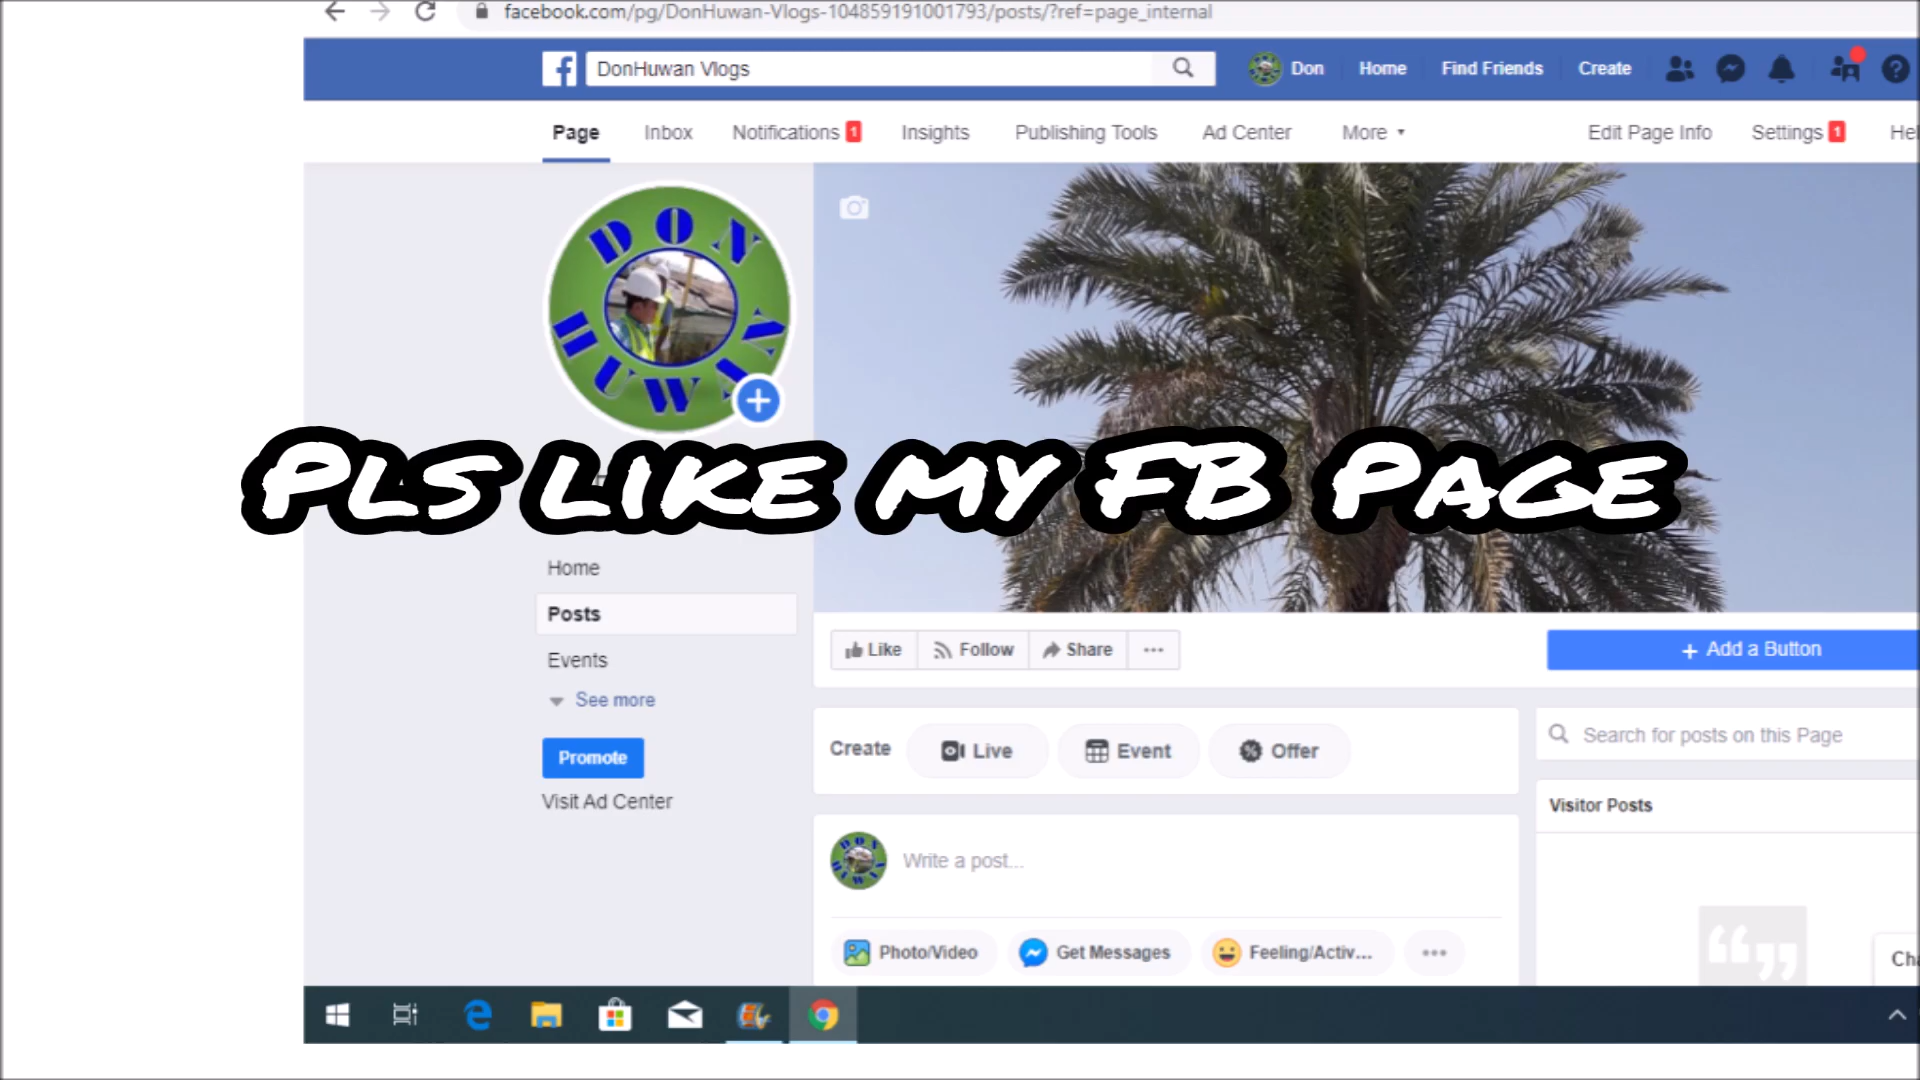 facebook.com/pg/DonHuwan-Vlogs-104859191001793/posts/?ref=page_internal
DonHuwan Vlogs
Don Home Find Friends Create
Page Inbox Notifications 1 Insights Publishing Tools Ad Center More Edit Page Info Settings 1
DON HUWAN
Pls like my FB Page
Home
Posts
Events
See more
Promote
Visit Ad Center
Like Follow Share
+ Add a Button
Create Live Event Offer
Search for posts on this Page
Visitor Posts
DON HUWAN
Write a post...
Photo/Video Get Messages Feeling/Activ...